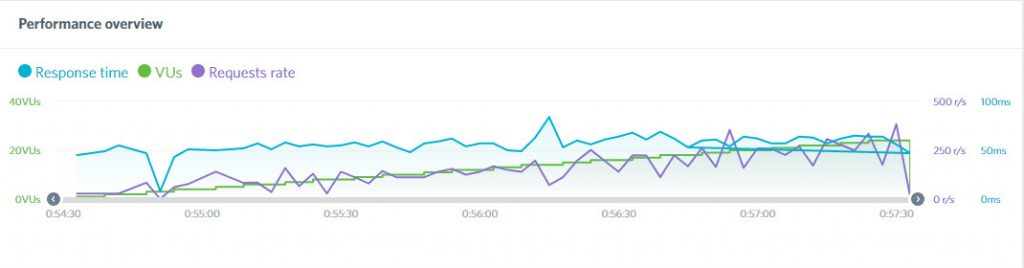 Performance overview
Response time VUs Requests rate
40VUs 500 r/s 100ms
20VUs 250 r/s 50ms
0VUs 0 r/s 0ms
0:54:30 0:55:00 0:55:30 0:56:00 0:56:30 0:57:00 0:57:30